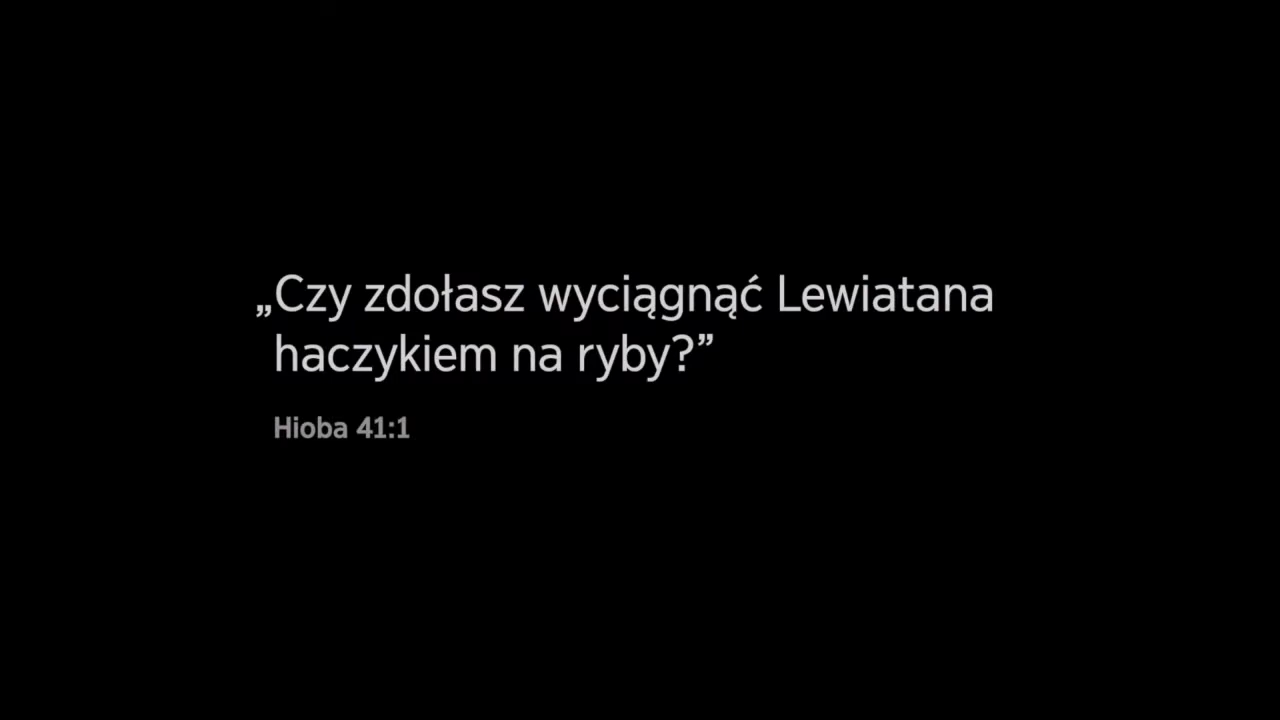 „Czy zdołasz wyciągnąć Lewiatana
haczykiem na ryby?”
Hioba 41:1